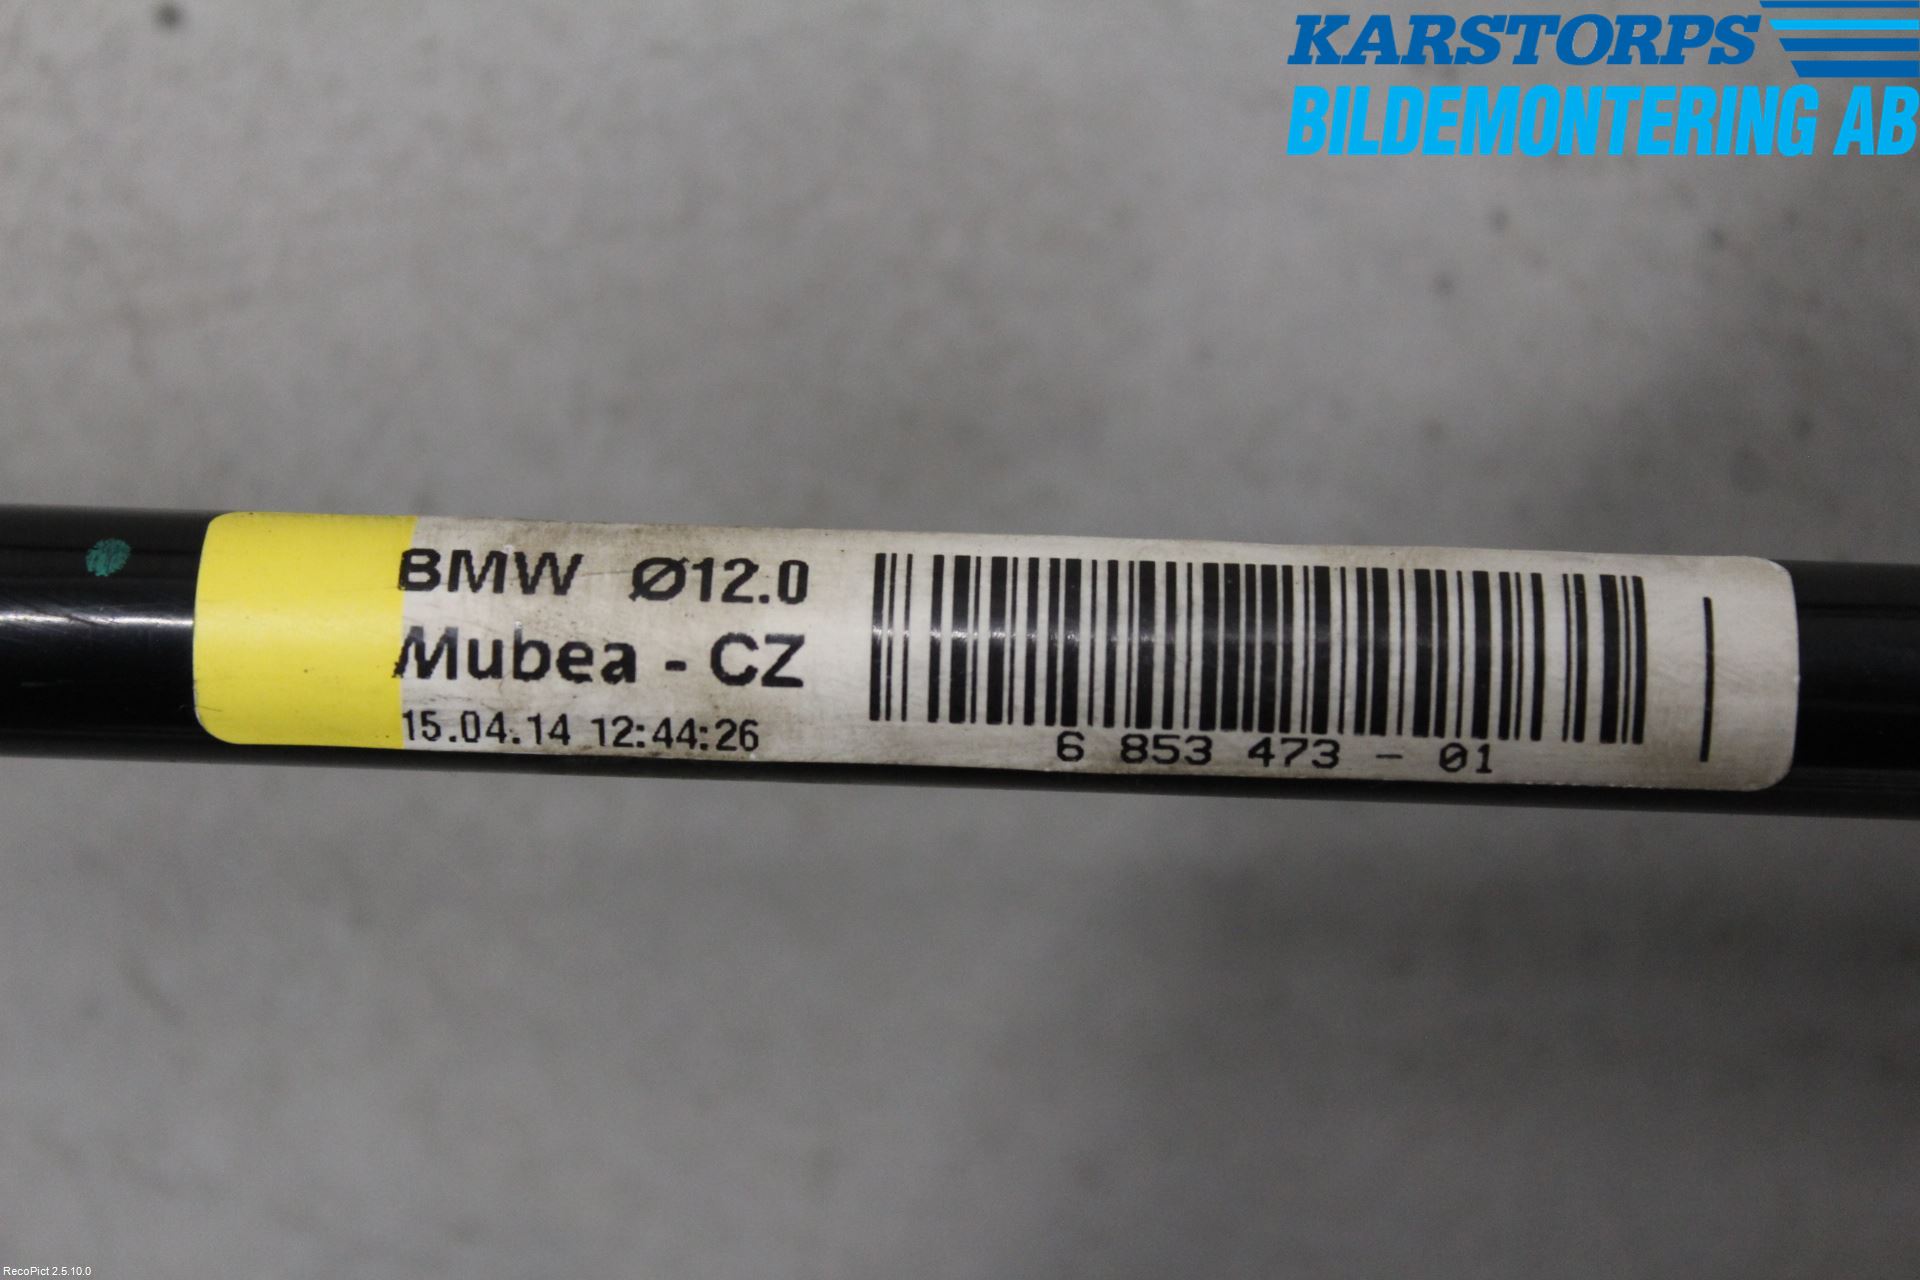 KARSTORPS
BILDEMONTERING AB
BMW Ø12.0
Mubea - CZ
15.04.14 12:44:26
6 853 473 - 01
RecoPict 2.5.10.0